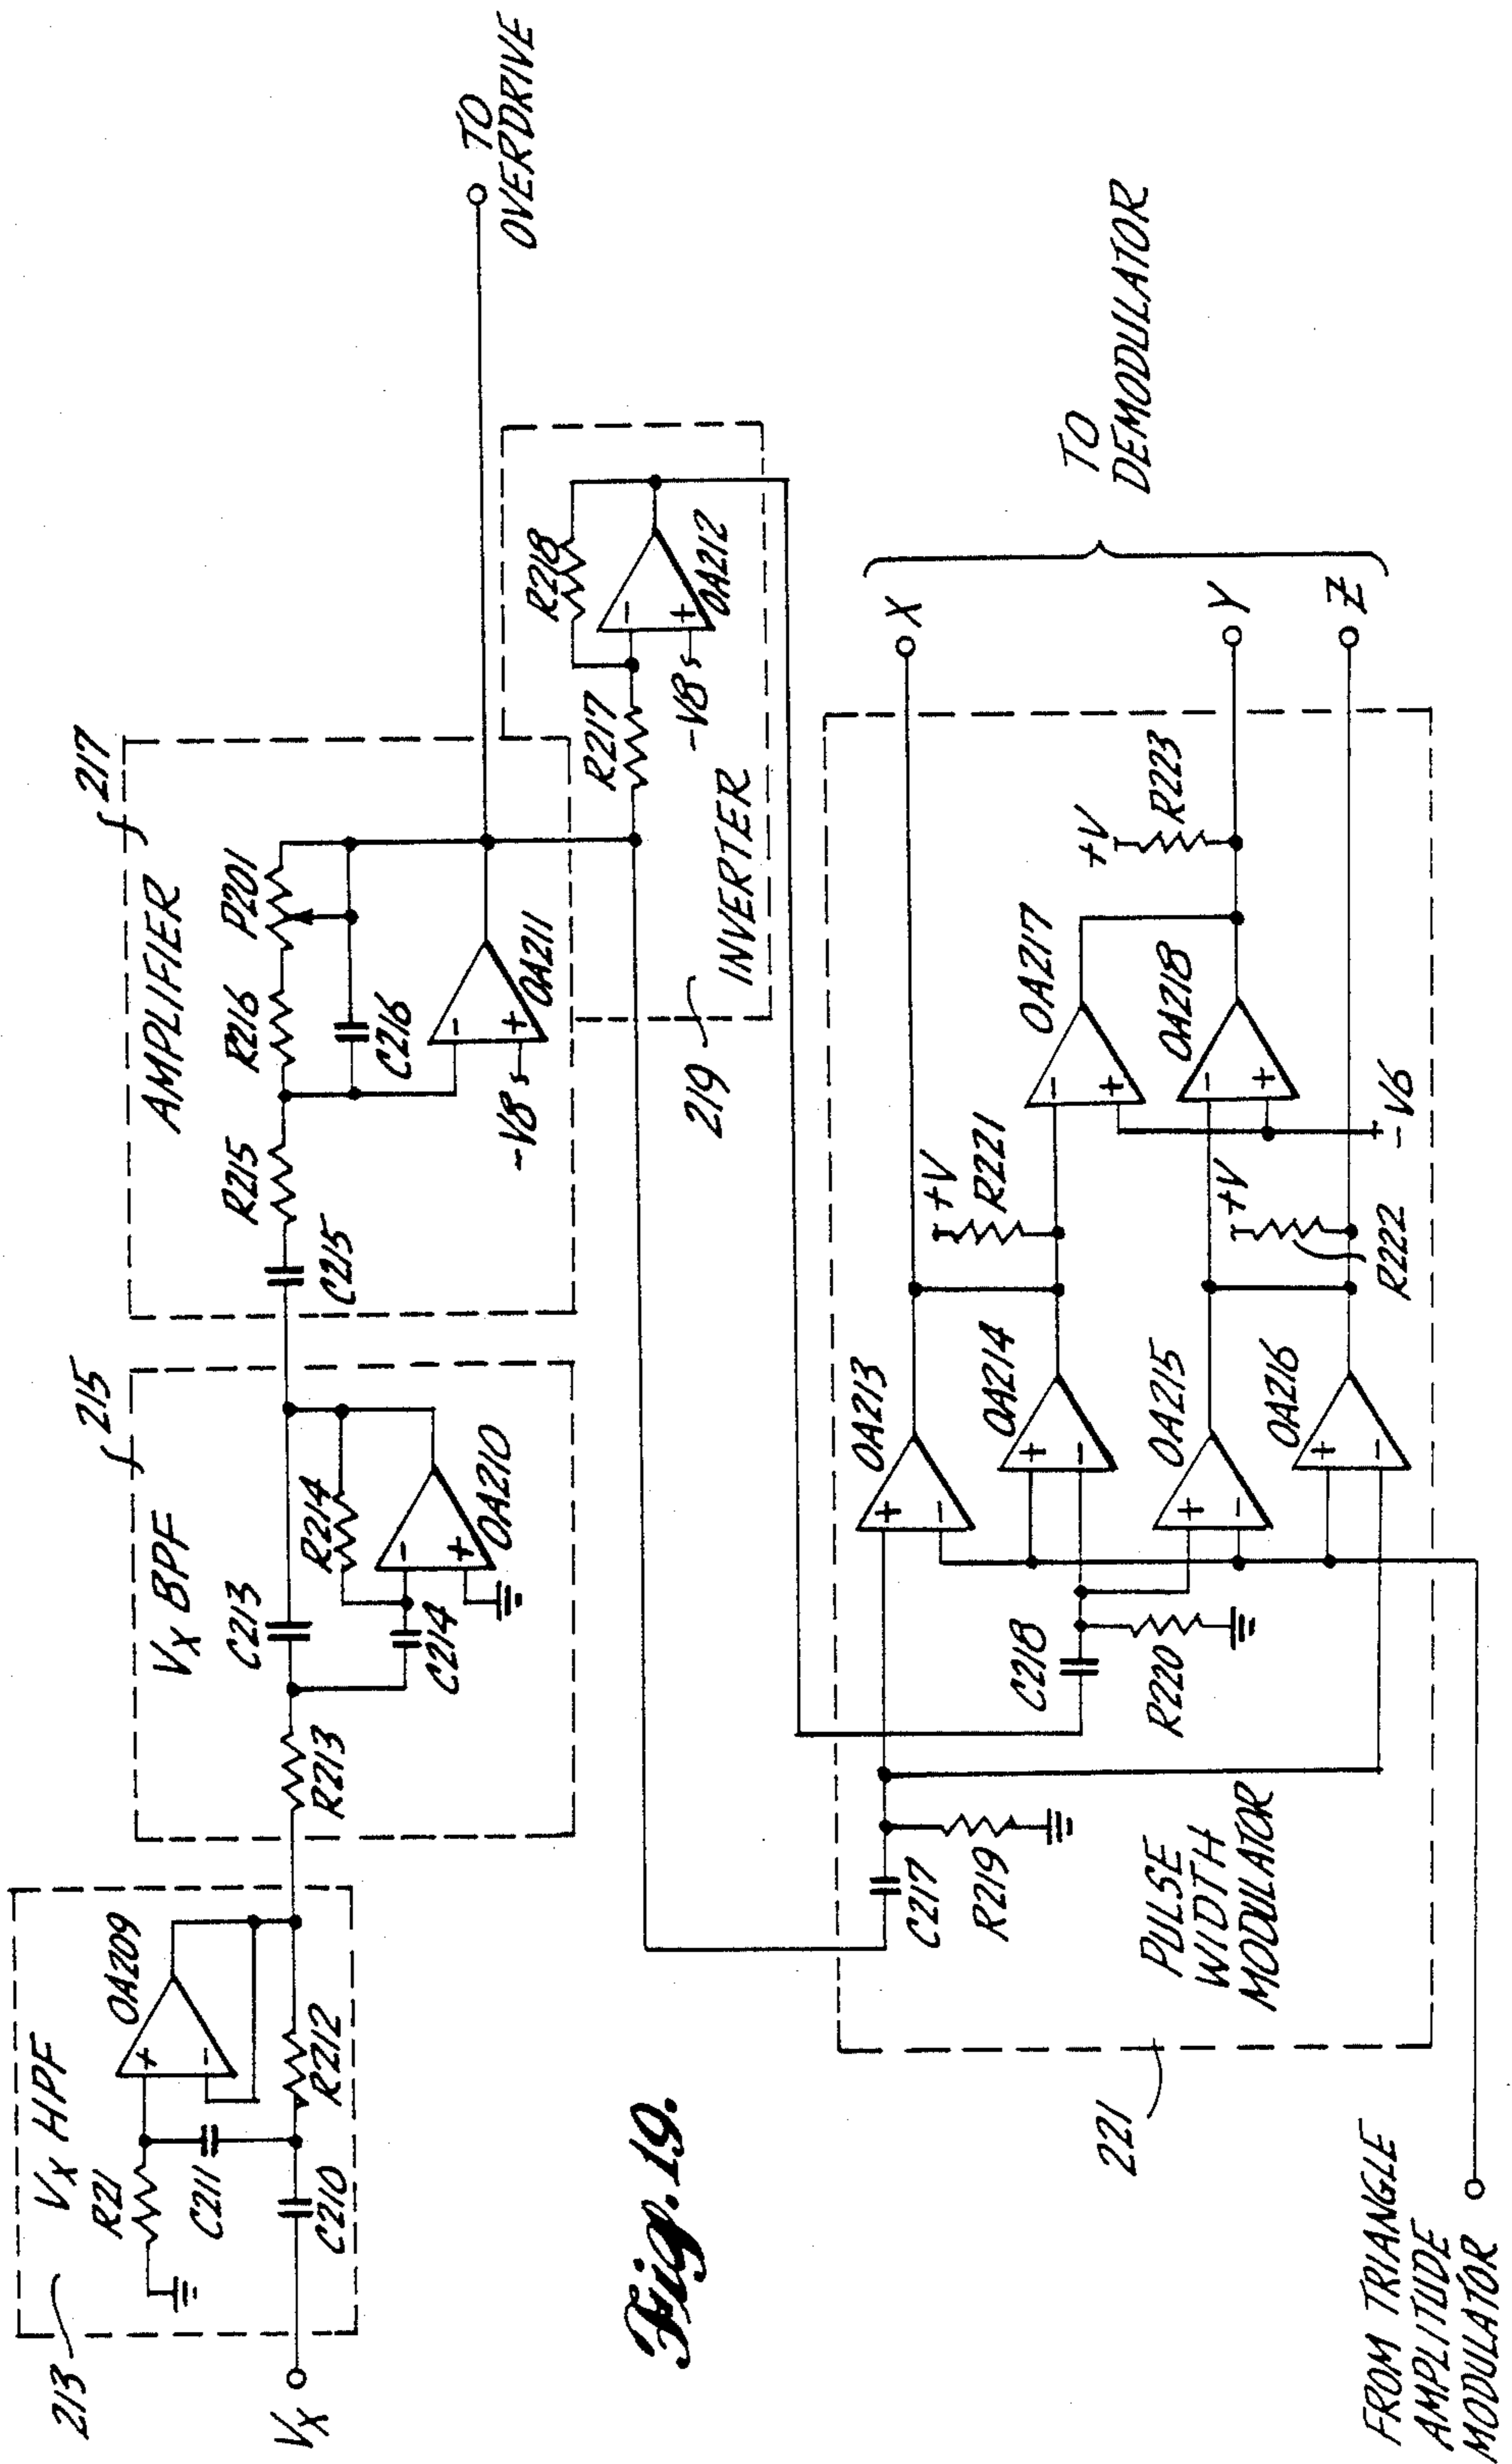 213
Vx HPF
R21
C211
C210
OA209
R212
Vx
215
Vx BPF
C213
R214
R213
C214
OA210
217
AMPLIFIER
R215
R216
P201
C215
C216
OA211
-V8
TO
OVERDRIVE
219
INVERTER
R217
R218
OA212
-V8
Fig. 19.
221
PULSE
WIDTH
MODULATOR
C217
R219
C218
R220
OA213
OA214
OA215
OA216
+V
R221
+V
R222
OA217
OA218
-V6
+V
R223
X
Y
Z
TO
DEMODULATOR
FROM TRIANGLE
AMPLITUDE
MODULATOR
+
-
-
+
-
+
-
+
+
-
+
-
+
-
+
-
-
+
-
+